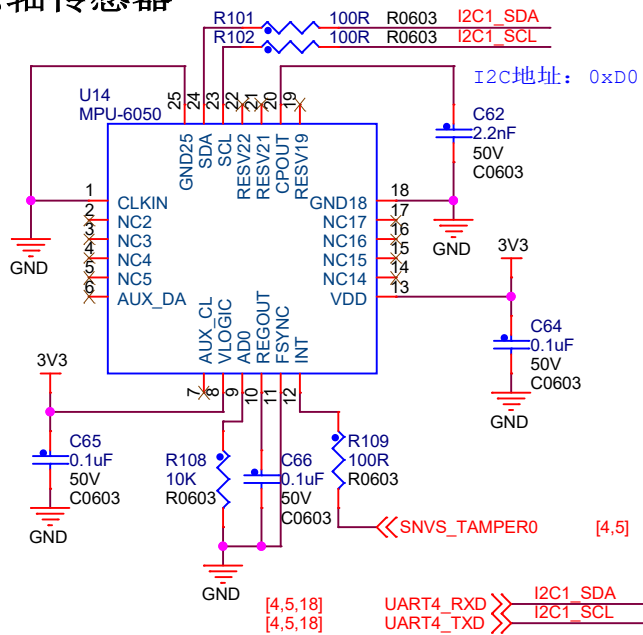 轴传感器
R101 100R R0603 I2C1_SDA
R102 100R R0603 I2C1_SCL
I2C地址：0xD0
U14
MPU-6050
25 24 23 22 21 20 19
GND25 SDA SCL RESV22 RESV21 CPOUT RESV19
C62
2.2nF
50V
C0603
1 CLKIN
2 NC2
3 NC3
4 NC4
5 NC5
6 AUX_DA
GND18 18
NC17 17
NC16 16
NC15 15
NC14 14
VDD 13
GND
GND
3V3
AUX_CL VLOGIC AD0 REGOUT FSYNC INT
7 8 9 10 11 12
C64
0.1uF
50V
C0603
GND
3V3
C65
0.1uF
50V
C0603
GND
R108
10K
R0603
C66
0.1uF
50V
C0603
R109
100R
R0603
SNVS_TAMPER0 [4,5]
GND
[4,5,18] UART4_RXD I2C1_SDA
[4,5,18] UART4_TXD I2C1_SCL